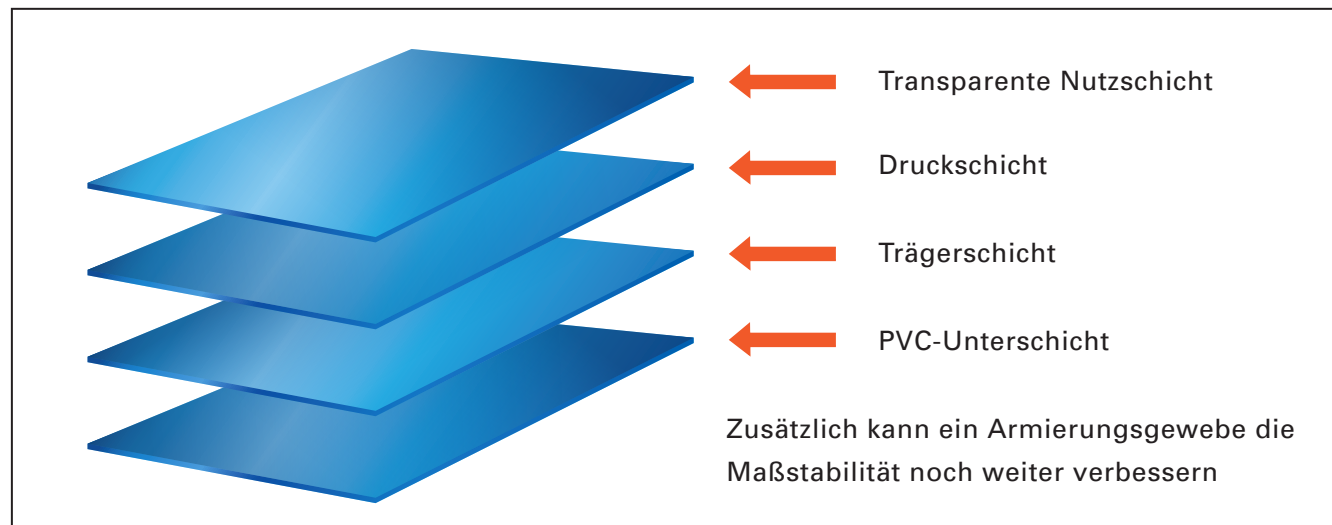 Transparente Nutzschicht
Druckschicht
Trägerschicht
PVC-Unterschicht
Zusätzlich kann ein Armierungsgewebe die
Maßstabilität noch weiter verbessern